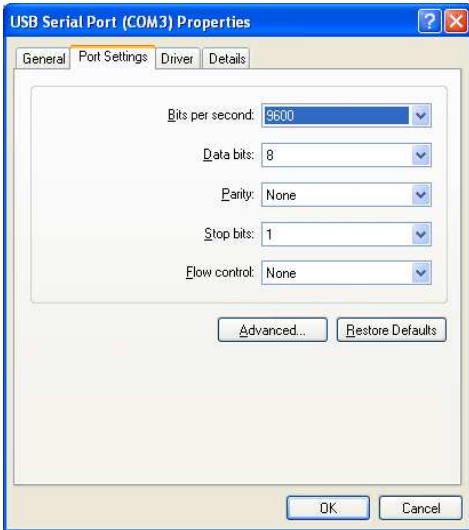 USB Serial Port (COM3) Properties
General Port Settings Driver Details
Bits per second: 9600
Data bits: 8
Parity: None
Stop bits: 1
Flow control: None
Advanced... Restore Defaults
OK Cancel